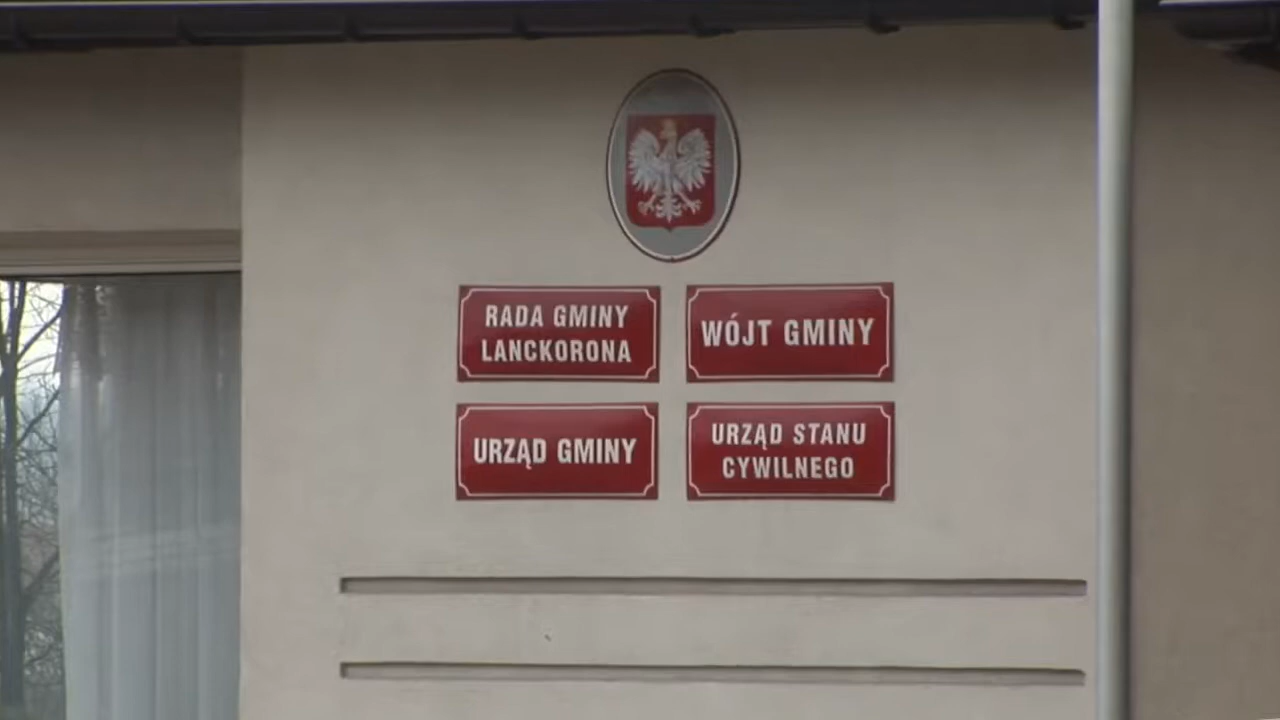 RADA GMINY
LANCKORONA
WÓJT GMINY
URZĄD GMINY
URZĄD STANU
CYWILNEGO